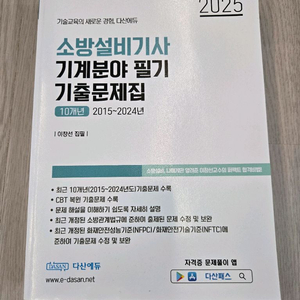 2025
기술교육의 새로운 경험, 다산에듀
소방설비기사
기계분야 필기
기출문제집
10개년 2015~2024년
이창선 집필
• 최근 10개년(2015~2024년도)기출문제 수록
• CBT 복원 기출문제 수록
• 문제 해설을 이해하기 쉽도록 자세히 설명
• 최근 개정된 소방관계법규에 준하여 출제된 문제 수정 및 보완
• 최근 개정된 화재안전성능기준(NFPC) / 화재안전기술기준(NFTC)에
준하여 기출문제 수정 및 보완
DASAN 다산에듀
www.e-dasan.net
자격증 문제풀이 앱
다산패스